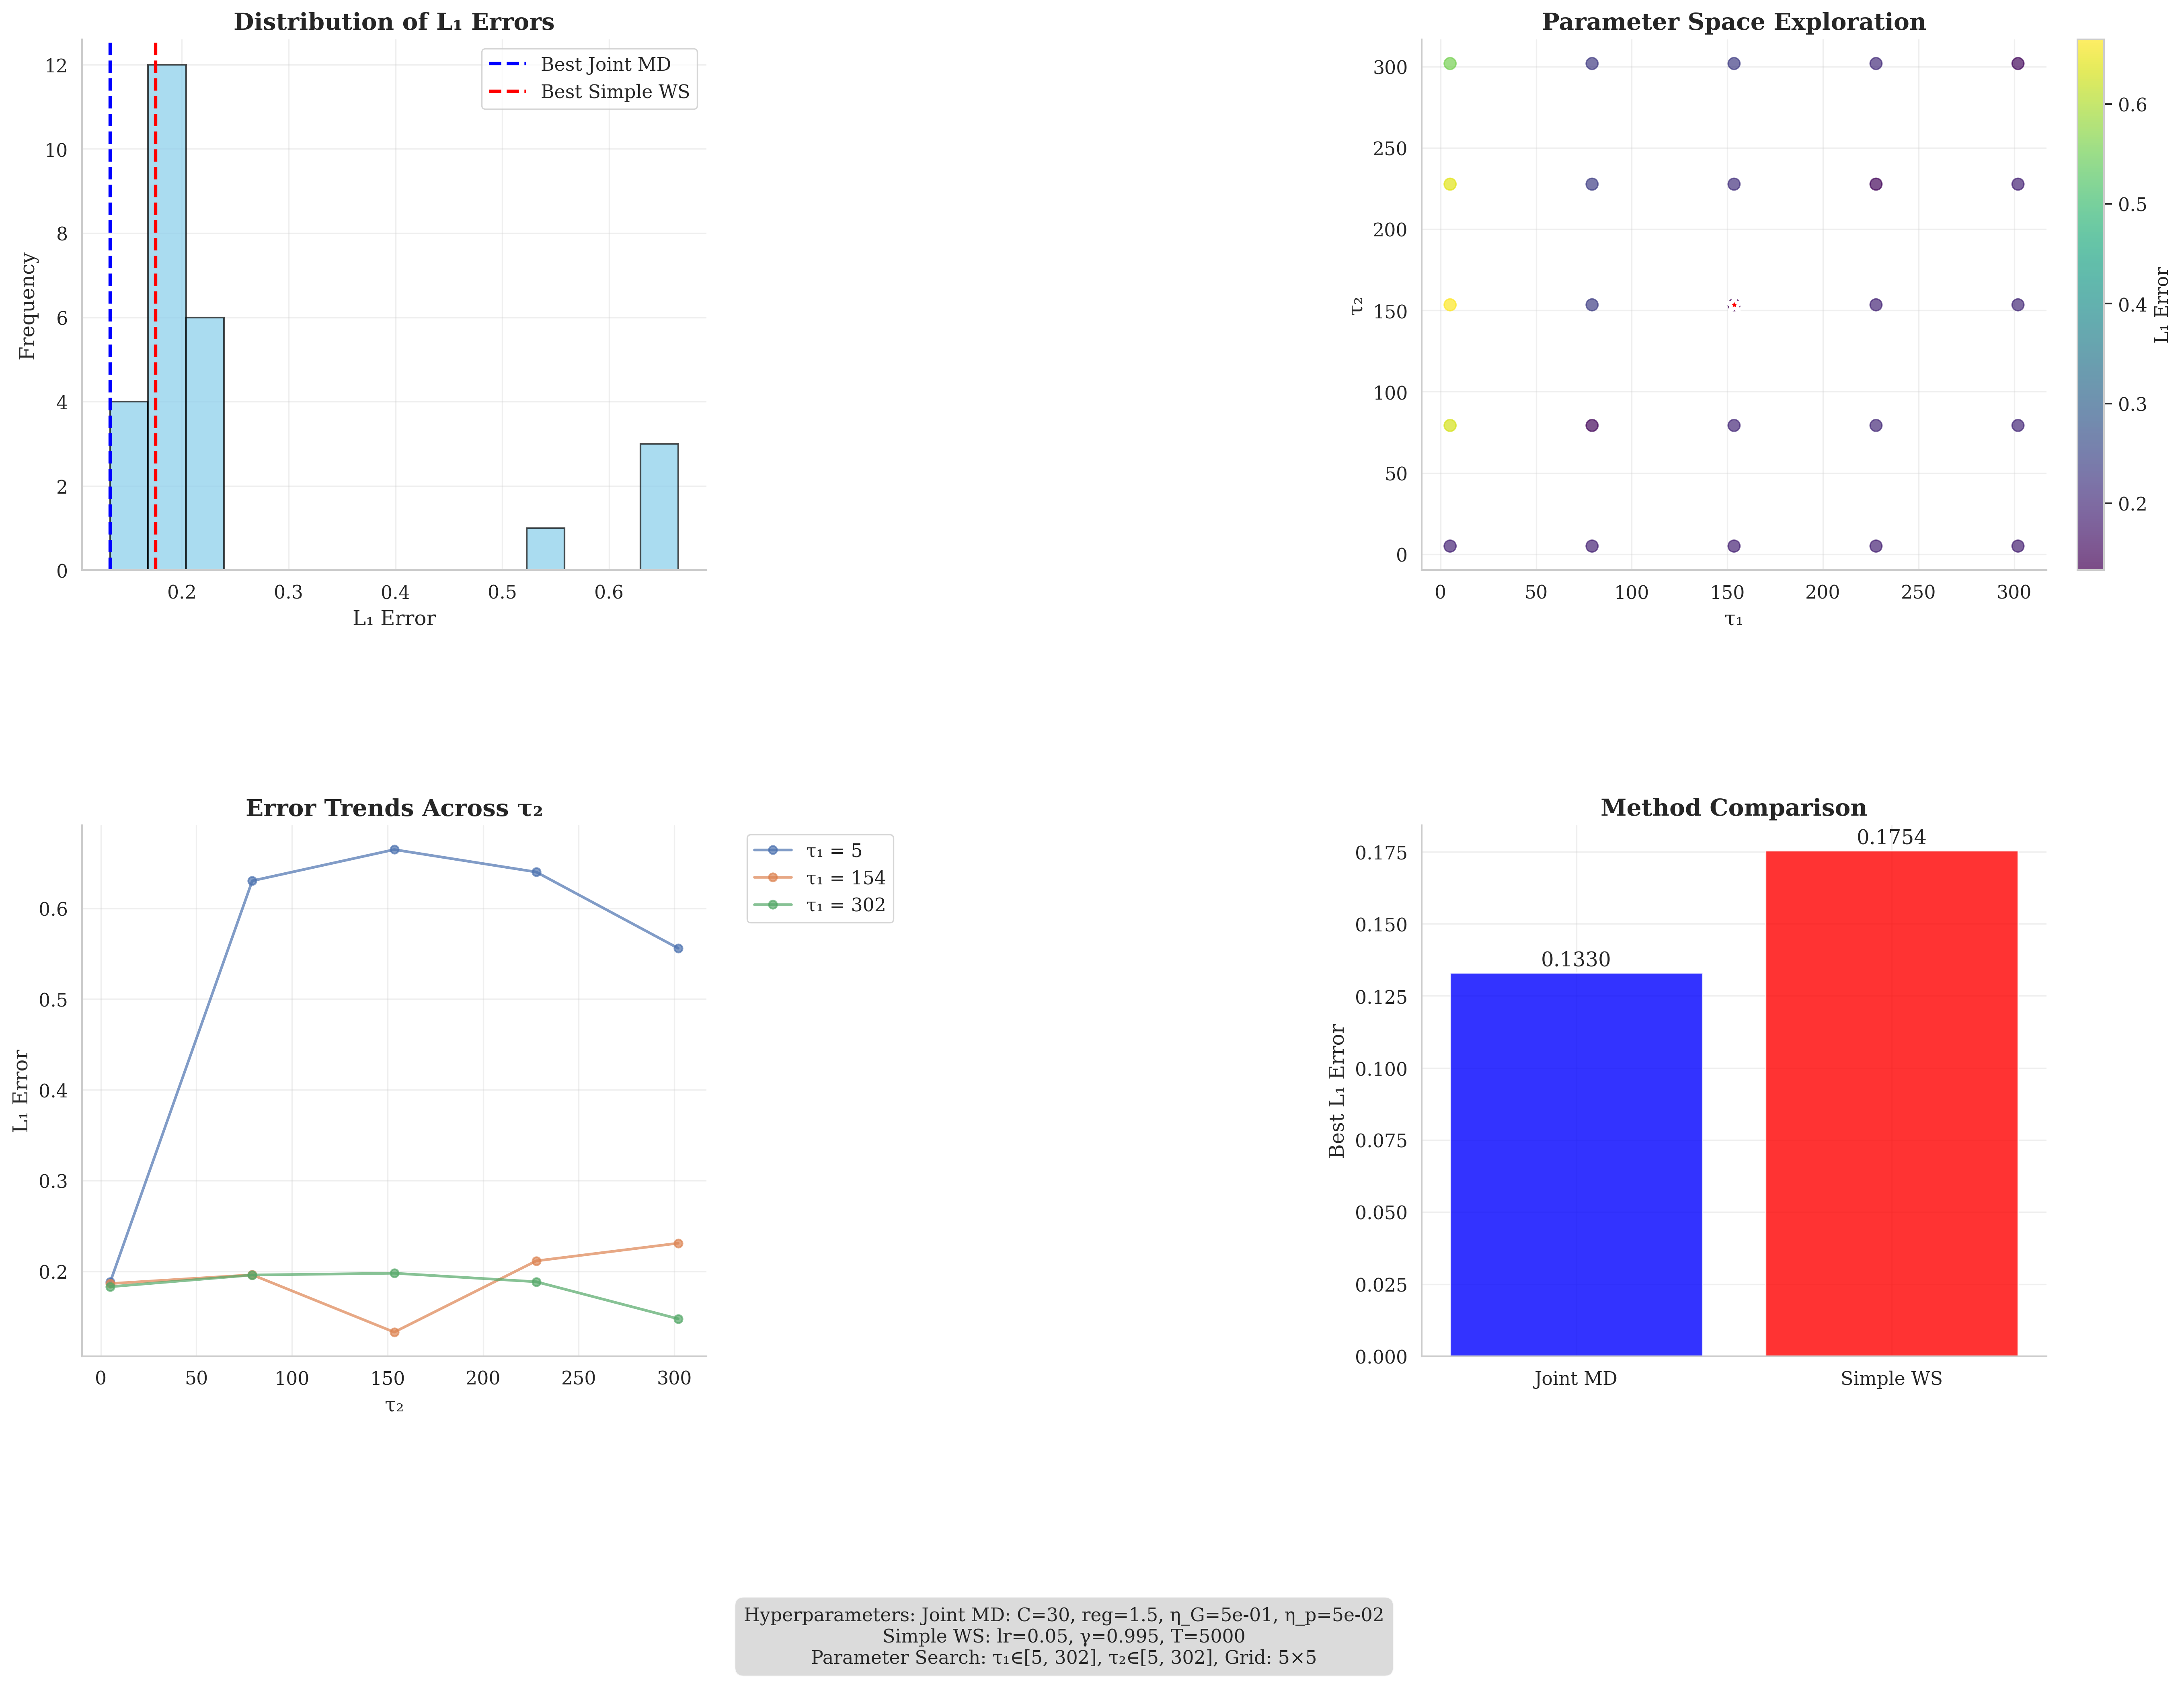 Distribution of L₁ Errors
Best Joint MD
Best Simple WS
12
10
8
6
4
2
0
Frequency
0.2
0.3
0.4
0.5
0.6
L₁ Error
Parameter Space Exploration
300
250
200
150
100
50
0
τ₂
0
50
100
150
200
250
300
τ₁
0.6
0.5
0.4
0.3
0.2
L₁ Error
Error Trends Across τ₂
τ₁ = 5
τ₁ = 154
τ₁ = 302
0.6
0.5
0.4
0.3
0.2
L₁ Error
0
50
100
150
200
250
300
τ₂
Method Comparison
0.1330
0.1754
0.175
0.150
0.125
0.100
0.075
0.050
0.025
0.000
Best L₁ Error
Joint MD
Simple WS
Hyperparameters: Joint MD: C=30, reg=1.5, η_G=5e-01, η_p=5e-02
Simple WS: lr=0.05, γ=0.995, T=5000
Parameter Search: τ₁∈[5, 302], τ₂∈[5, 302], Grid: 5×5